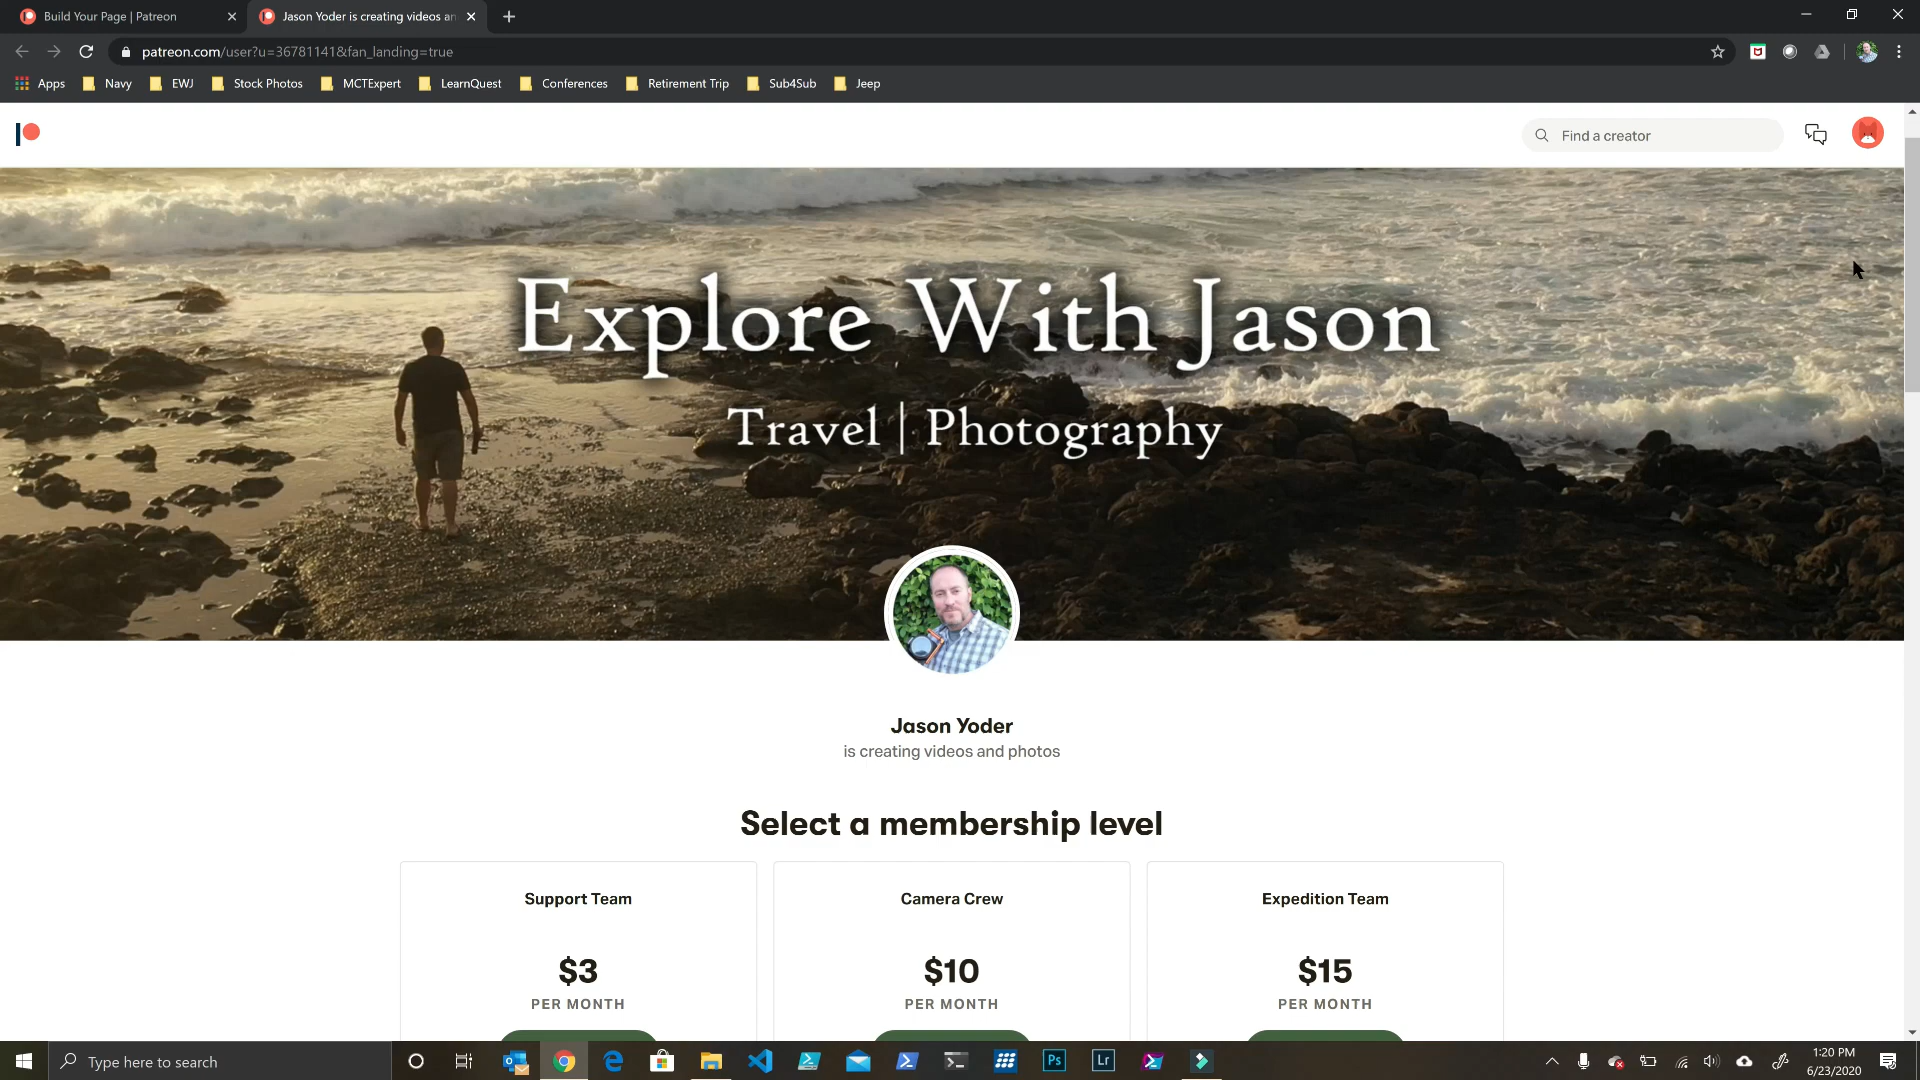 Build Your Page | Patreon
Jason Yoder is creating videos an
patreon.com/user?u=36781141&fan_landing=true
Apps
Navy
EWJ
Stock Photos
MCTExpert
LearnQuest
Conferences
Retirement Trip
Sub4Sub
Jeep
Find a creator
Explore With Jason
Travel | Photography
Jason Yoder
is creating videos and photos
Select a membership level
Support Team
Camera Crew
Expedition Team
$3
$10
$15
PER MONTH
PER MONTH
PER MONTH
Type here to search
Ps
Lr
1:20 PM
6/23/2020